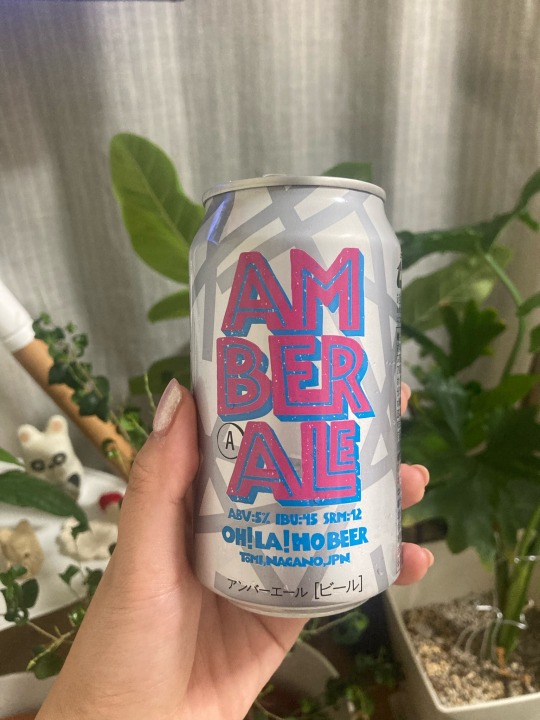 AM
BER
ALE
A
ABV:5% IBU:15 SRM:12
OH!LA!HO BEER
TOMI,NAGANO,JPN
アンバーエール [ビール]